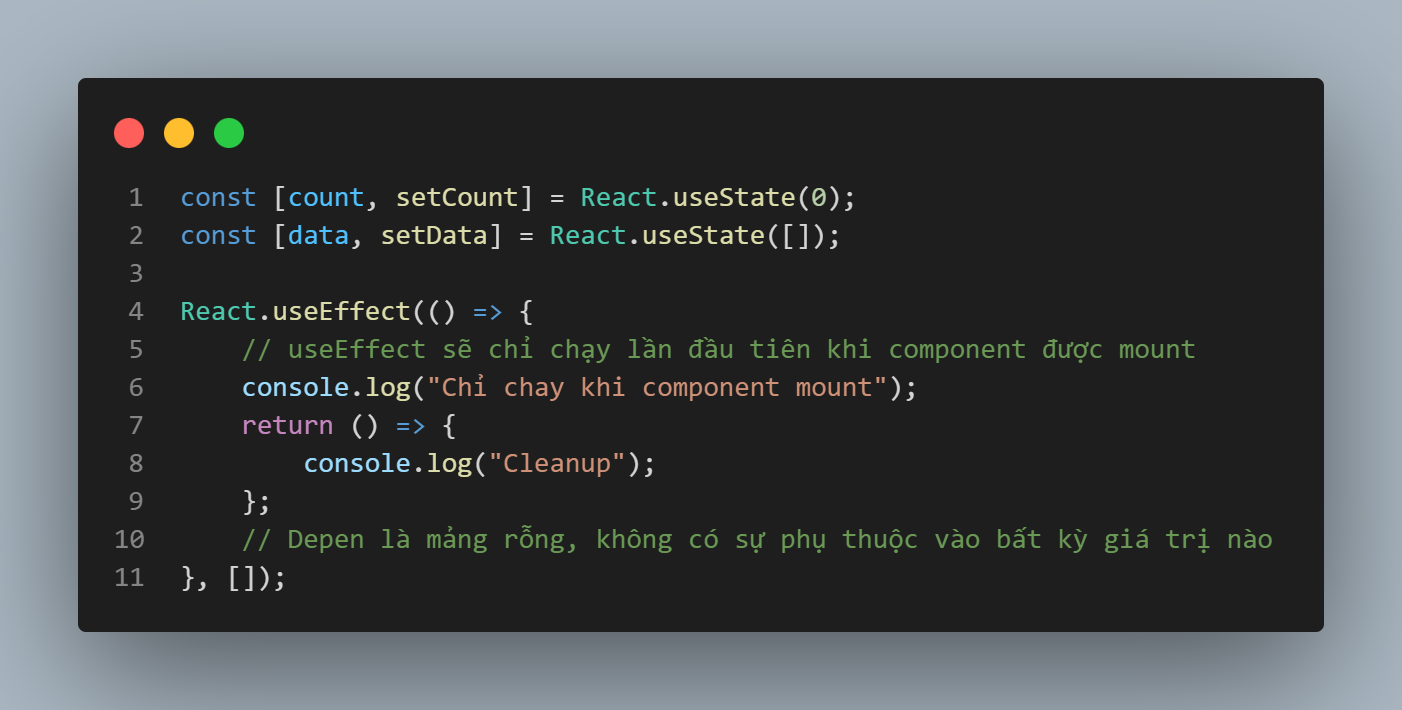 1 const [count, setCount] = React.useState(0);
2 const [data, setData] = React.useState([]);
3
4 React.useEffect(() => {
5     // useEffect sẽ chỉ chạy lần đầu tiên khi component được mount
6     console.log("Chỉ chay khi component mount");
7     return () => {
8         console.log("Cleanup");
9     };
10     // Depen là mảng rỗng, không có sự phụ thuộc vào bất kỳ giá trị nào
11 }, []);